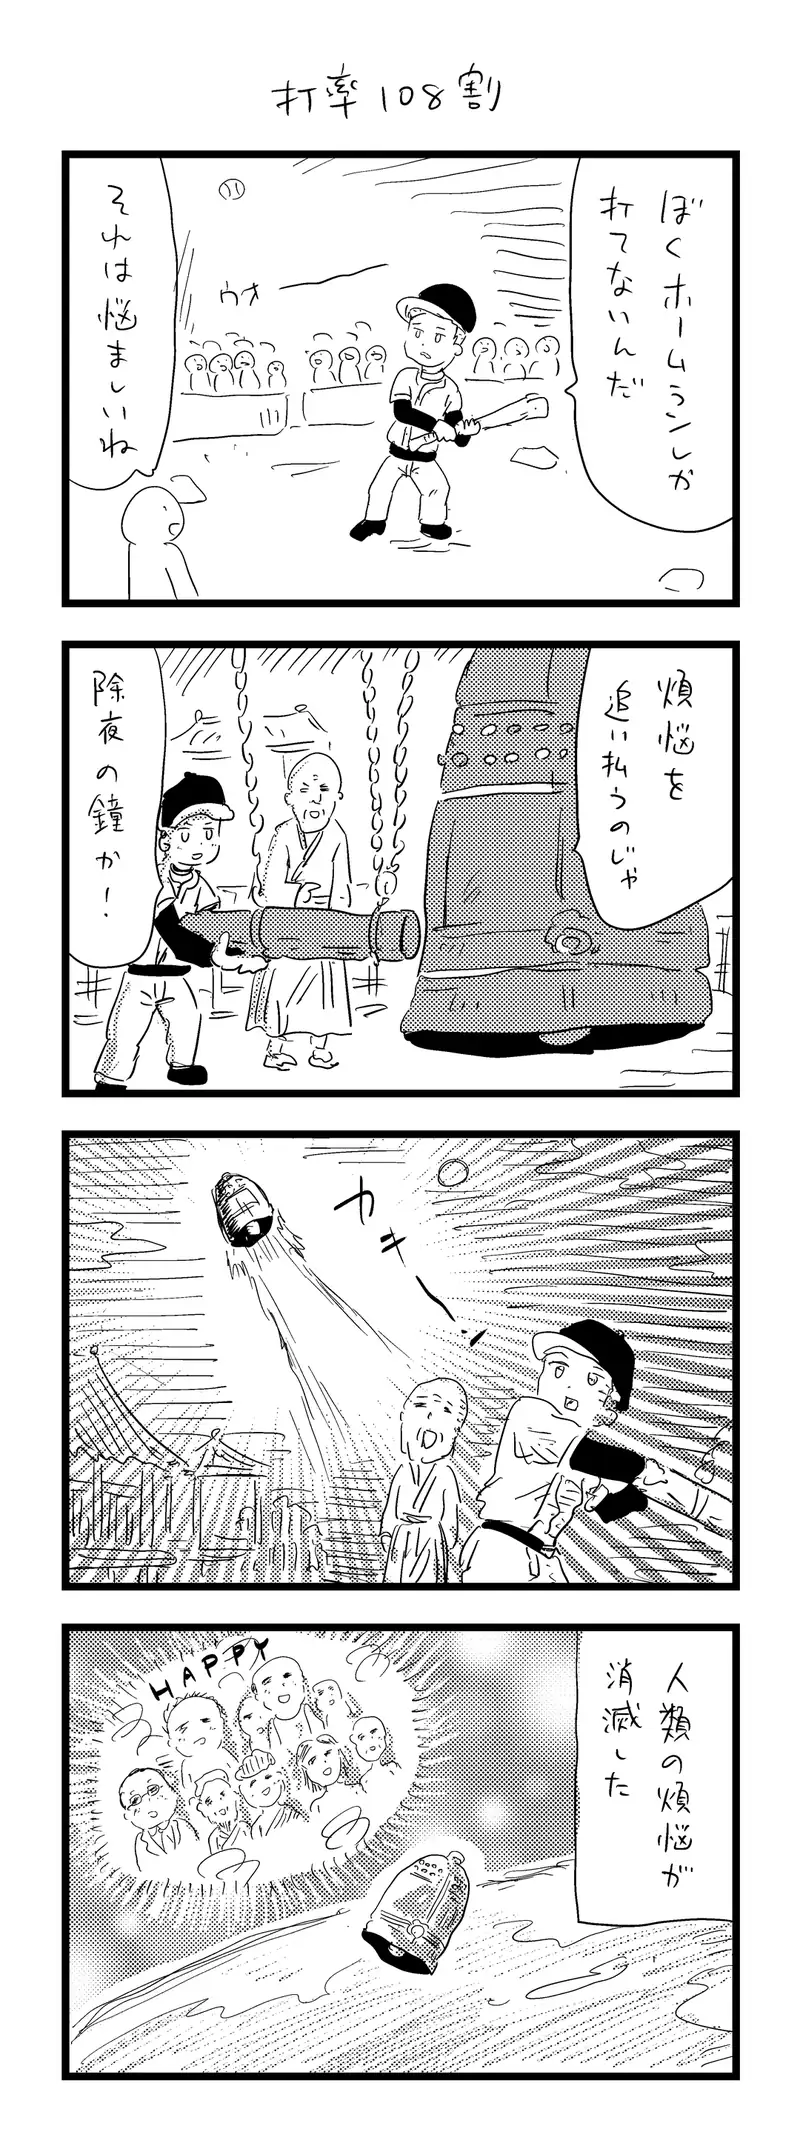 打率108割
ぼくホームランしか
打てないんだ
ウオ
それは悩ましいね
煩悩を
追い払うのじゃ
除夜の鐘か!
カキーン
人類の煩悩が
消滅した
HAPPY